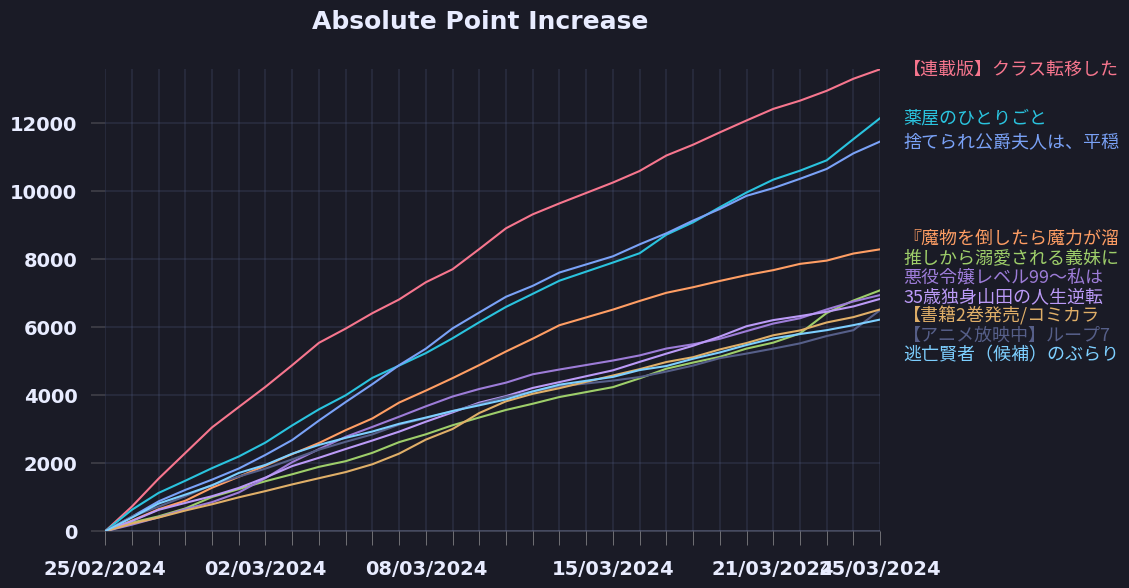 Absolute Point Increase
12000
10000
8000
6000
4000
2000
0
25/02/2024
02/03/2024
08/03/2024
15/03/2024
21/03/2024
25/03/2024
【連載版】クラス転移した
薬屋のひとりごと
捨てられ公爵夫人は、平穏
『魔物を倒したら魔力が溜
推しから溺愛される義妹に
悪役令嬢レベル99～私は
35歳独身山田の人生逆転
【書籍2巻発売/コミカラ
【アニメ放映中】ループ7
逃亡賢者（候補）のぶらり